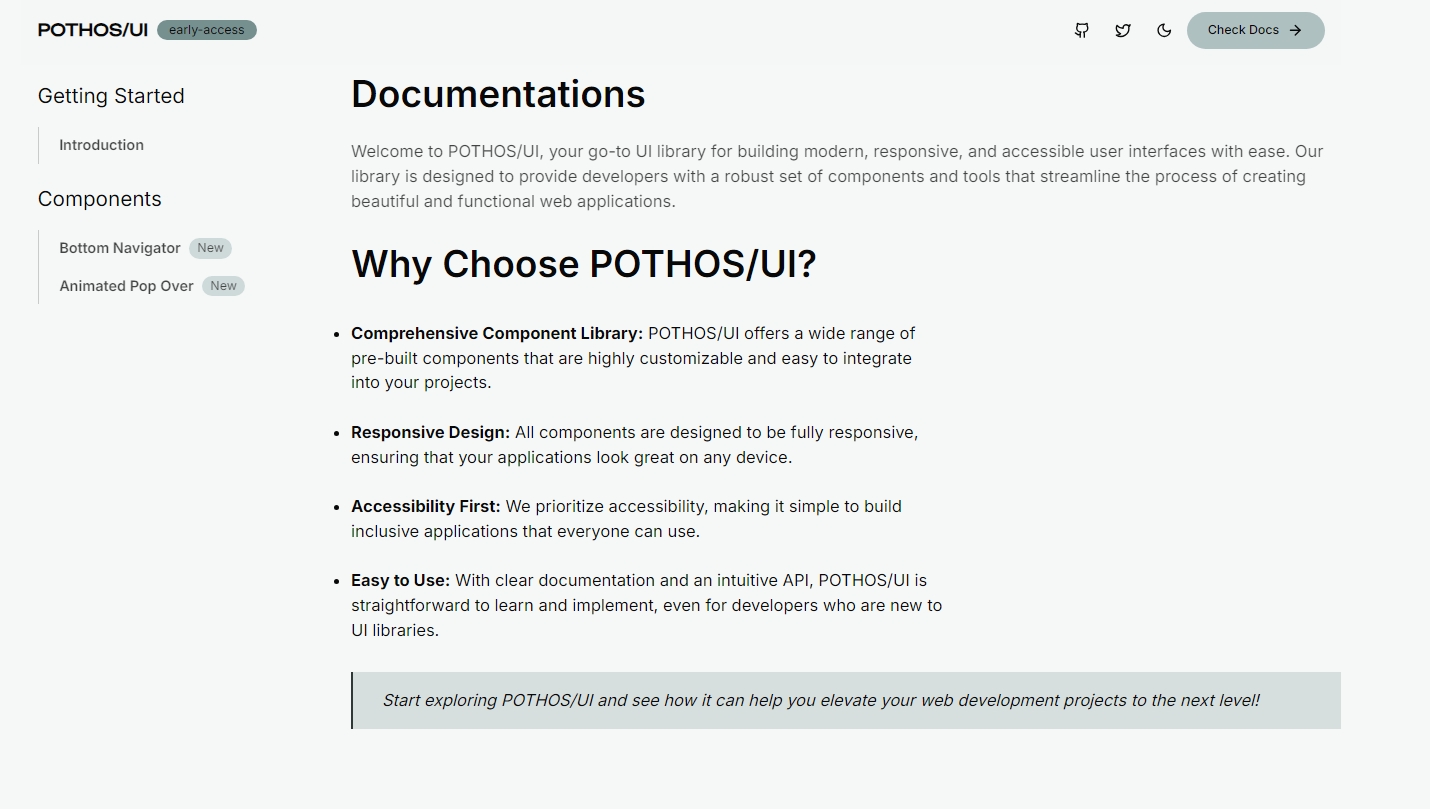 POTHOS/UI early-access
Check Docs
Getting Started
Introduction
Components
Bottom Navigator New
Animated Pop Over New
Documentations
Welcome to POTHOS/UI, your go-to UI library for building modern, responsive, and accessible user interfaces with ease. Our
library is designed to provide developers with a robust set of components and tools that streamline the process of creating
beautiful and functional web applications.
Why Choose POTHOS/UI?
• Comprehensive Component Library: POTHOS/UI offers a wide range of
pre-built components that are highly customizable and easy to integrate
into your projects.
• Responsive Design: All components are designed to be fully responsive,
ensuring that your applications look great on any device.
• Accessibility First: We prioritize accessibility, making it simple to build
inclusive applications that everyone can use.
• Easy to Use: With clear documentation and an intuitive API, POTHOS/UI is
straightforward to learn and implement, even for developers who are new to
UI libraries.
Start exploring POTHOS/UI and see how it can help you elevate your web development projects to the next level!